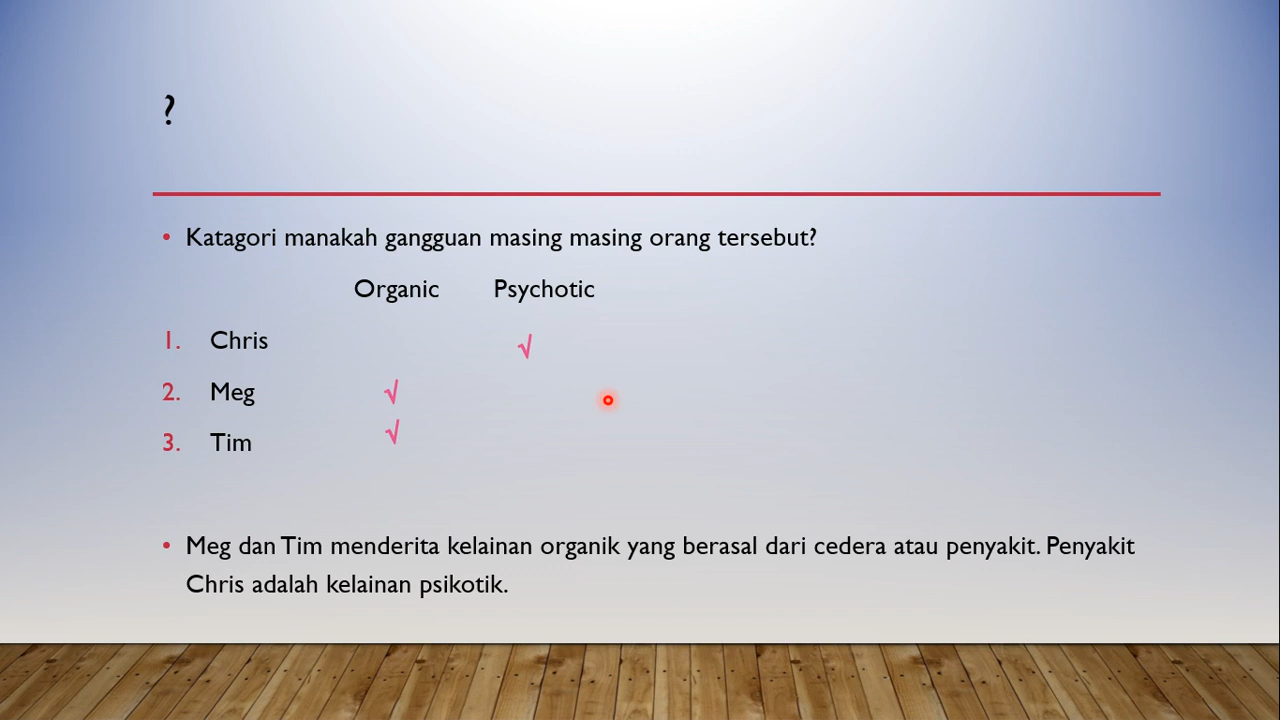 ?
• Katagori manakah gangguan masing masing orang tersebut?
Organic Psychotic
1. Chris √
2. Meg √
3. Tim √
• Meg dan Tim menderita kelainan organik yang berasal dari cedera atau penyakit. Penyakit
Chris adalah kelainan psikotik.